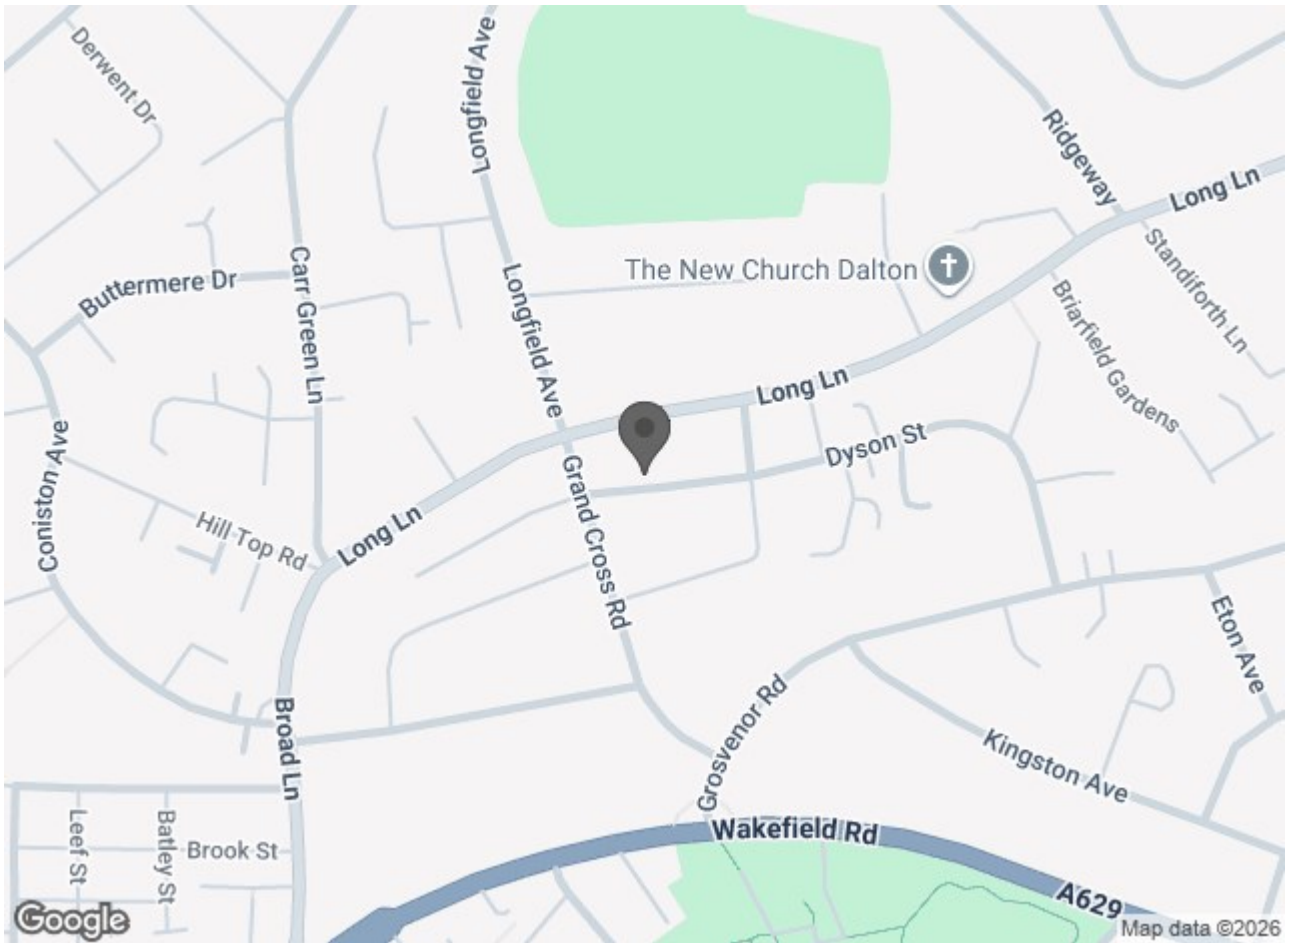 Longfield Ave
Derwent Dr
Ridgeway
Long Ln
Standiforth Ln
The New Church Dalton
Carr Green Ln
Buttermere Dr
Longfield Ave
Briarfield Gardens
Long Ln
Dyson St
Coniston Ave
Grand Cross Rd
Long Ln
Hill Top Rd
Eton Ave
Grosvenor Rd
Broad Ln
Kingston Ave
Leef St
Batley St
Brook St
Wakefield Rd
A629
Google
Map data ©2026